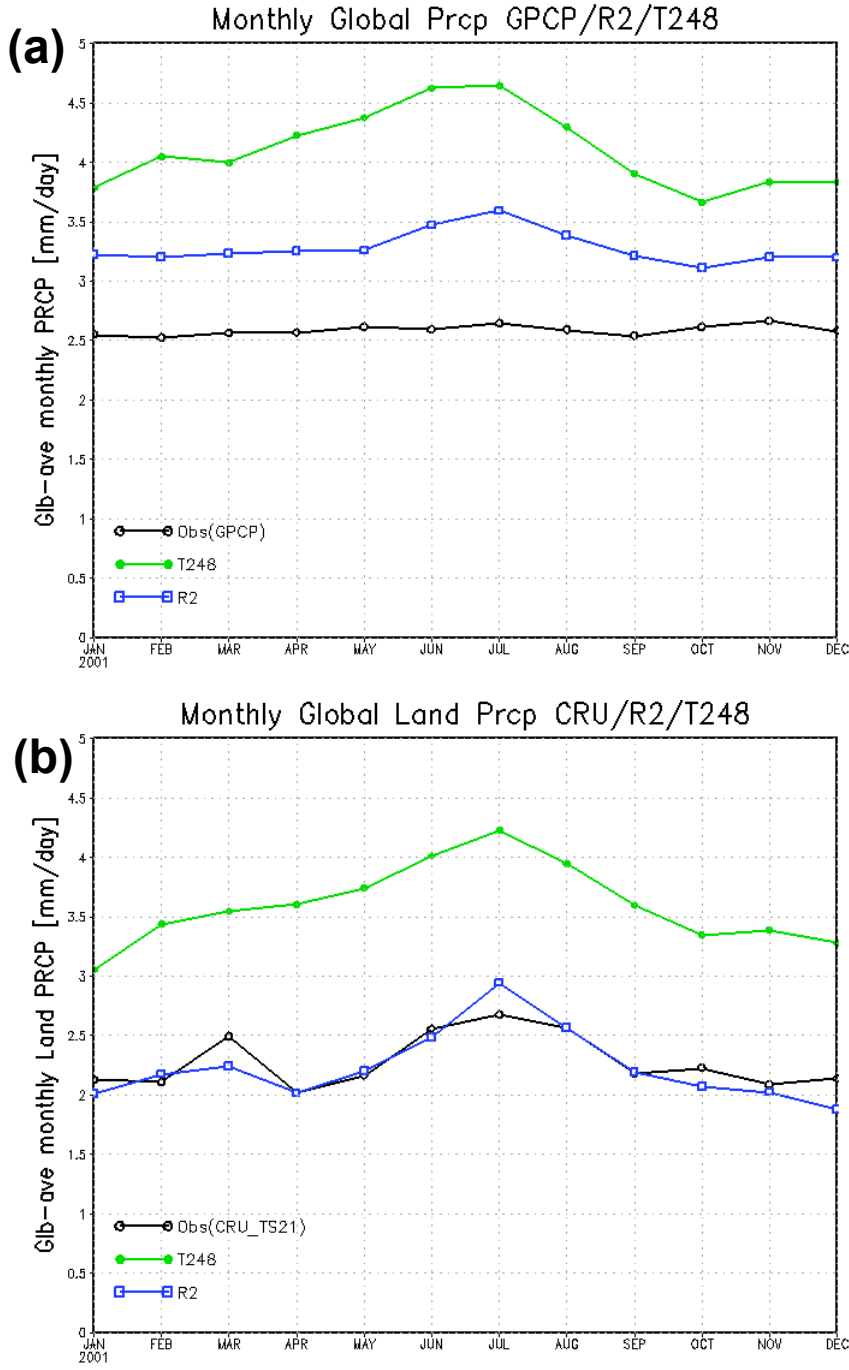 Monthly Global Prcp GPCP/R2/T248
(a)
Glb-ave monthly PRCP [mm/day]
5
4.5
4
3.5
3
2.5
2
1.5
1
0.5
0
Obs(GPCP)
T248
R2
JAN FEB MAR APR MAY JUN JUL AUG SEP OCT NOV DEC
2001
Monthly Global Land Prcp CRU/R2/T248
(b)
Glb-ave monthly Land PRCP [mm/day]
5
4.5
4
3.5
3
2.5
2
1.5
1
0.5
0
Obs(CRU_TS21)
T248
R2
JAN FEB MAR APR MAY JUN JUL AUG SEP OCT NOV DEC
2001